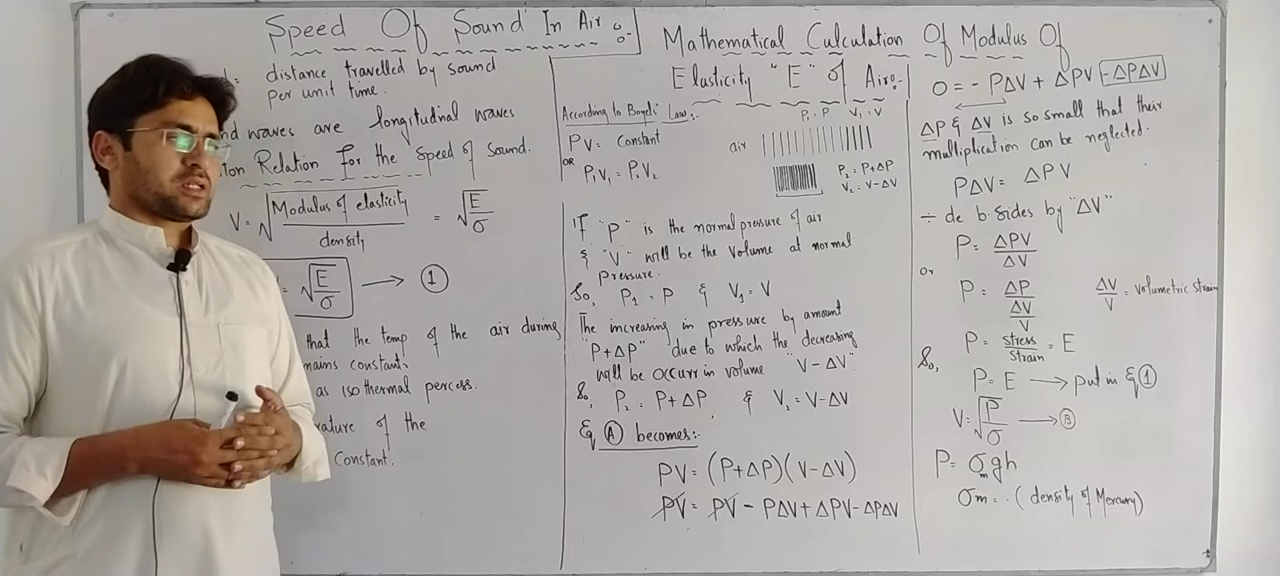 Speed Of Sound In Air:-
distance travelled by sound
per unit time.
waves are longitudinal waves
Relation For the Speed of Sound.
V = √(Modulus of elasticity / density) = √(E/σ)
= √(E/σ) → ①
that the temp of the air during
constant.
as iso thermal percess.
of the
Constant.
Mathematical Calculation Of Modulus Of
Elasticity "E" of Air:-
According to Boyel's Law:-
PV = Constant
OR
P₁V₁ = P₂V₂
P₁ = P V₁ = V
air
P₂ = P+ΔP
V₂ = V-ΔV
If "P" is the normal pressure of air
& "V" will be the Volume at normal
Pressure.
So, P₁ = P & V₁ = V
The increasing in pressure by amount
"P+ΔP" due to which the decreasing
will be occurr in volume "V-ΔV".
So, P₂ = P+ΔP, & V₂ = V-ΔV
Eq Ⓐ becomes:-
PV = (P+ΔP)(V-ΔV)
PV = PV - PΔV + ΔPV - ΔPΔV
0 = - PΔV + ΔPV - ΔPΔV
ΔP & ΔV is so small that their
multiplication can be neglected.
PΔV = ΔPV
÷ de b.sides by "ΔV"
P = ΔPV / ΔV
Or
P = ΔP / (ΔV/V) ΔV/V = volumetric strain
P = stress/strain = E
So,
P = E → put in Eq ①
V = √(P/σ) → Ⓑ
P = σₘgh
σm = (density of Mercury)